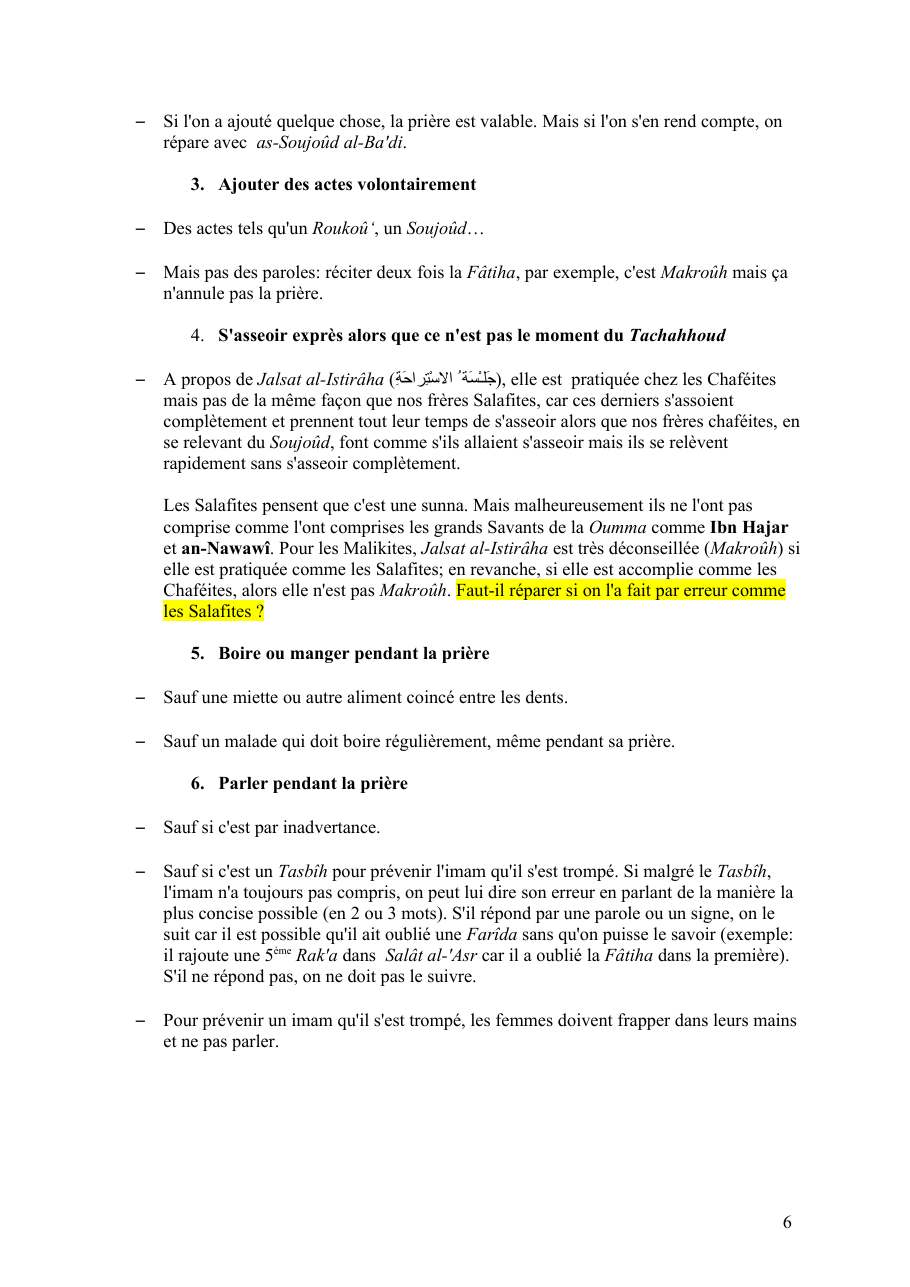 – Si l'on a ajouté quelque chose, la prière est valable. Mais si l'on s'en rend compte, on
répare avec as-Soujoûd al-Ba'di.
3. Ajouter des actes volontairement
– Des actes tels qu'un Roukoû‘, un Soujoûd…
– Mais pas des paroles: réciter deux fois la Fâtiha, par exemple, c'est Makroûh mais ça
n'annule pas la prière.
4. S'asseoir exprès alors que ce n'est pas le moment du Tachahhoud
– A propos de Jalsat al-Istirâha (جَلْسَةُ الاسْتِراحَةِ), elle est pratiquée chez les Chaféites
mais pas de la même façon que nos frères Salafites, car ces derniers s'assoient
complètement et prennent tout leur temps de s'asseoir alors que nos frères chaféites, en
se relevant du Soujoûd, font comme s'ils allaient s'asseoir mais ils se relèvent
rapidement sans s'asseoir complètement.
Les Salafites pensent que c'est une sunna. Mais malheureusement ils ne l'ont pas
comprise comme l'ont comprises les grands Savants de la Oumma comme Ibn Hajar
et an-Nawawî. Pour les Malikites, Jalsat al-Istirâha est très déconseillée (Makroûh) si
elle est pratiquée comme les Salafites; en revanche, si elle est accomplie comme les
Chaféites, alors elle n'est pas Makroûh. Faut-il réparer si on l'a fait par erreur comme
les Salafites ?
5. Boire ou manger pendant la prière
– Sauf une miette ou autre aliment coincé entre les dents.
– Sauf un malade qui doit boire régulièrement, même pendant sa prière.
6. Parler pendant la prière
– Sauf si c'est par inadvertance.
– Sauf si c'est un Tasbîh pour prévenir l'imam qu'il s'est trompé. Si malgré le Tasbîh,
l'imam n'a toujours pas compris, on peut lui dire son erreur en parlant de la manière la
plus concise possible (en 2 ou 3 mots). S'il répond par une parole ou un signe, on le
suit car il est possible qu'il ait oublié une Farîda sans qu'on puisse le savoir (exemple:
il rajoute une 5ème Rak'a dans Salât al-'Asr car il a oublié la Fâtiha dans la première).
S'il ne répond pas, on ne doit pas le suivre.
– Pour prévenir un imam qu'il s'est trompé, les femmes doivent frapper dans leurs mains
et ne pas parler.
6